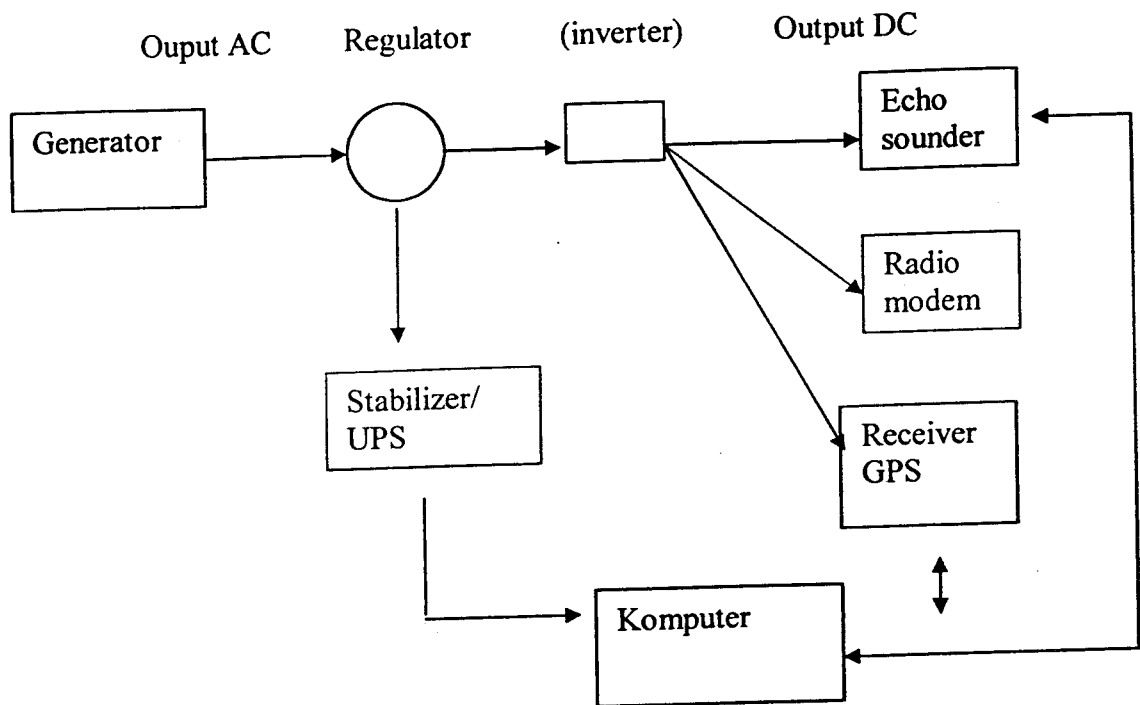 Ouput AC Regulator (inverter) Output DC
Generator
Echo
sounder
Radio
modem
Stabilizer/
UPS
Receiver
GPS
Komputer